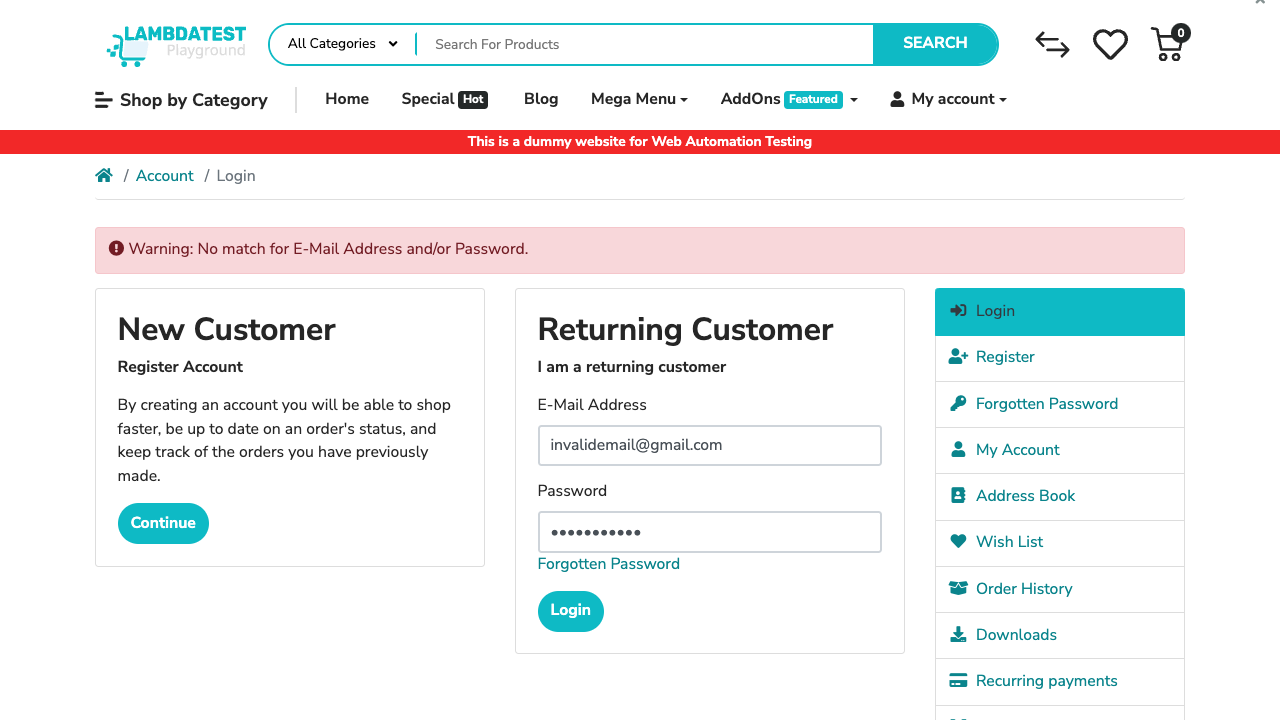 LAMBDATEST
Playground
All Categories
Search For Products
SEARCH
0
Shop by Category
Home
Special Hot
Blog
Mega Menu
AddOns Featured
My account
This is a dummy website for Web Automation Testing
/ Account / Login
Warning: No match for E-Mail Address and/or Password.
New Customer
Register Account
By creating an account you will be able to shop
faster, be up to date on an order's status, and
keep track of the orders you have previously
made.
Continue
Returning Customer
I am a returning customer
E-Mail Address
invalidemail@gmail.com
Password
•••••••••••
Forgotten Password
Login
Login
Register
Forgotten Password
My Account
Address Book
Wish List
Order History
Downloads
Recurring payments